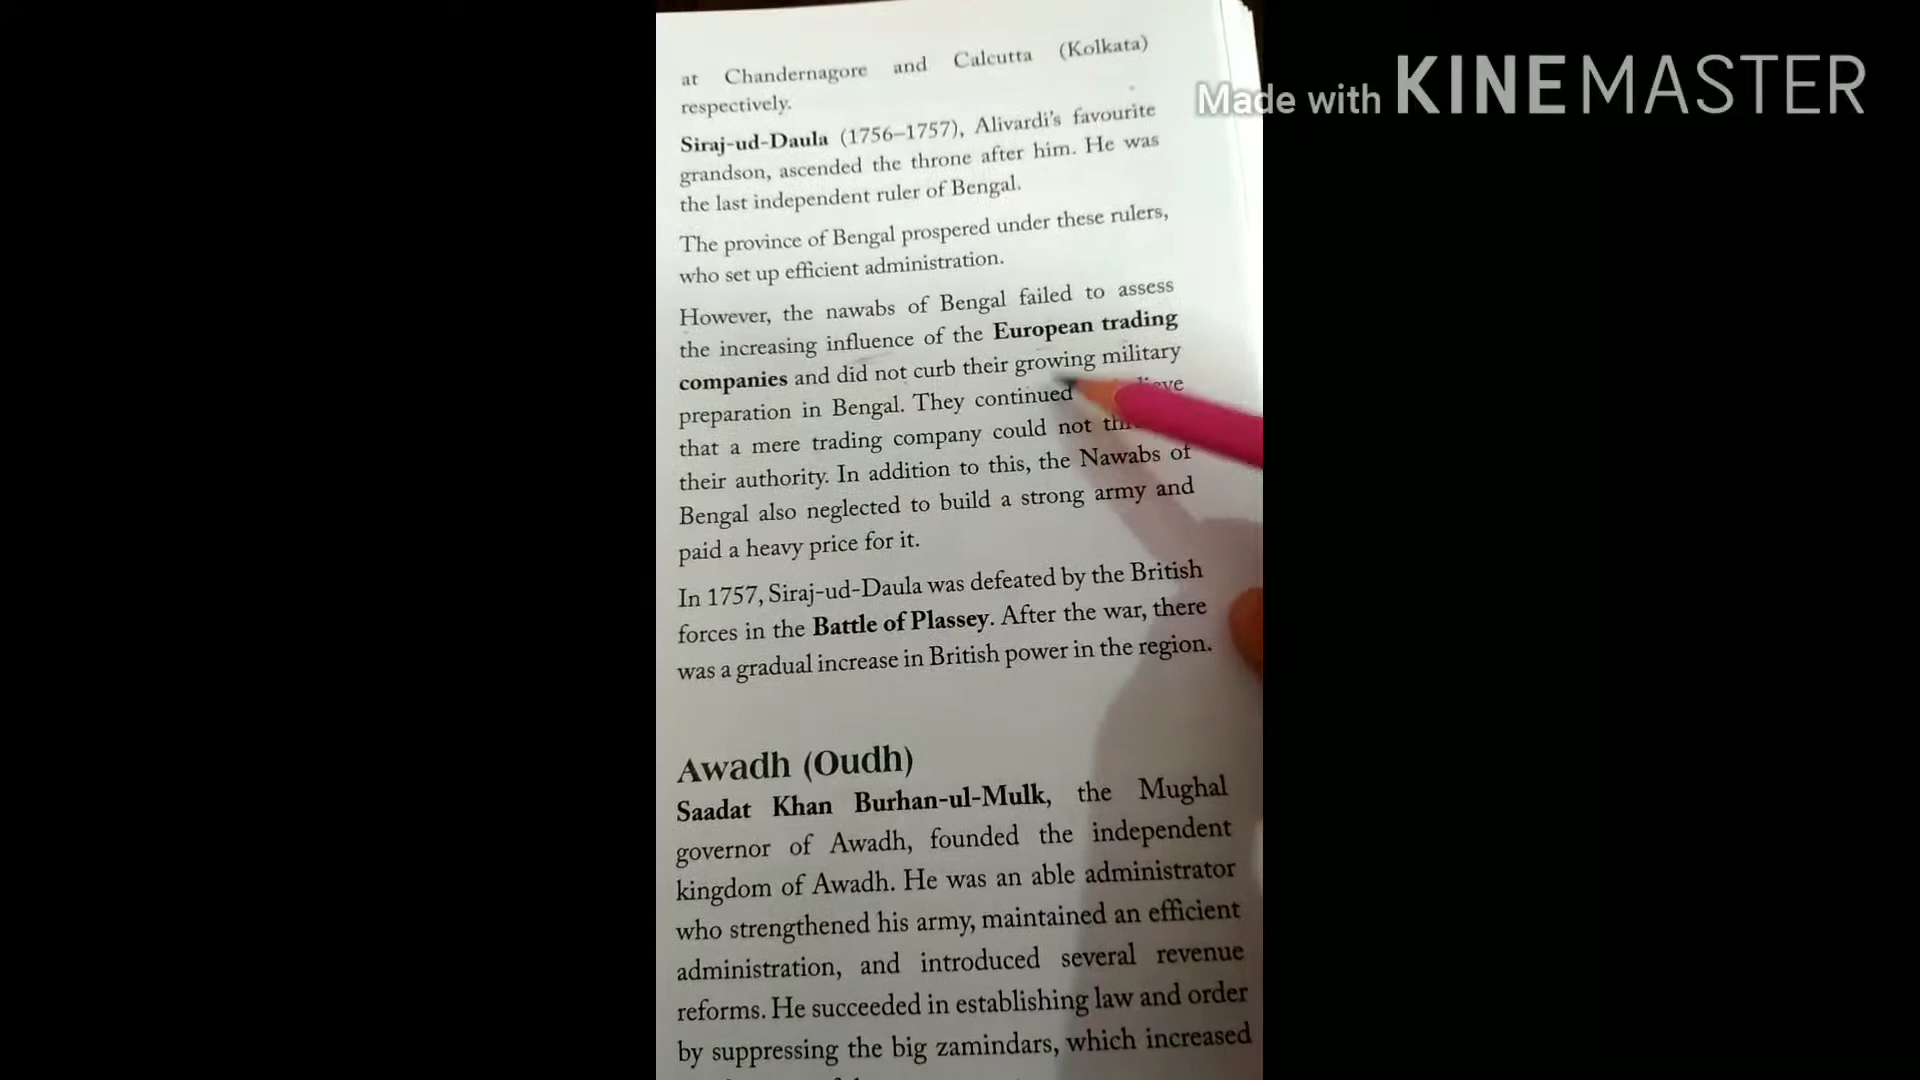 at Chandernagore and Calcutta (Kolkata)
respectively.
Siraj-ud-Daula (1756–1757), Alivardi's favourite
grandson, ascended the throne after him. He was
the last independent ruler of Bengal.
The province of Bengal prospered under these rulers,
who set up efficient administration.
However, the nawabs of Bengal failed to assess
the increasing influence of the European trading
companies and did not curb their growing military
preparation in Bengal. They continued
that a mere trading company could not
their authority. In addition to this, the Nawabs of
Bengal also neglected to build a strong army and
paid a heavy price for it.
In 1757, Siraj-ud-Daula was defeated by the British
forces in the Battle of Plassey. After the war, there
was a gradual increase in British power in the region.
Awadh (Oudh)
Saadat Khan Burhan-ul-Mulk, the Mughal
governor of Awadh, founded the independent
kingdom of Awadh. He was an able administrator
who strengthened his army, maintained an efficient
administration, and introduced several revenue
reforms. He succeeded in establishing law and order
by suppressing the big zamindars, which increased
Made with KINEMASTER